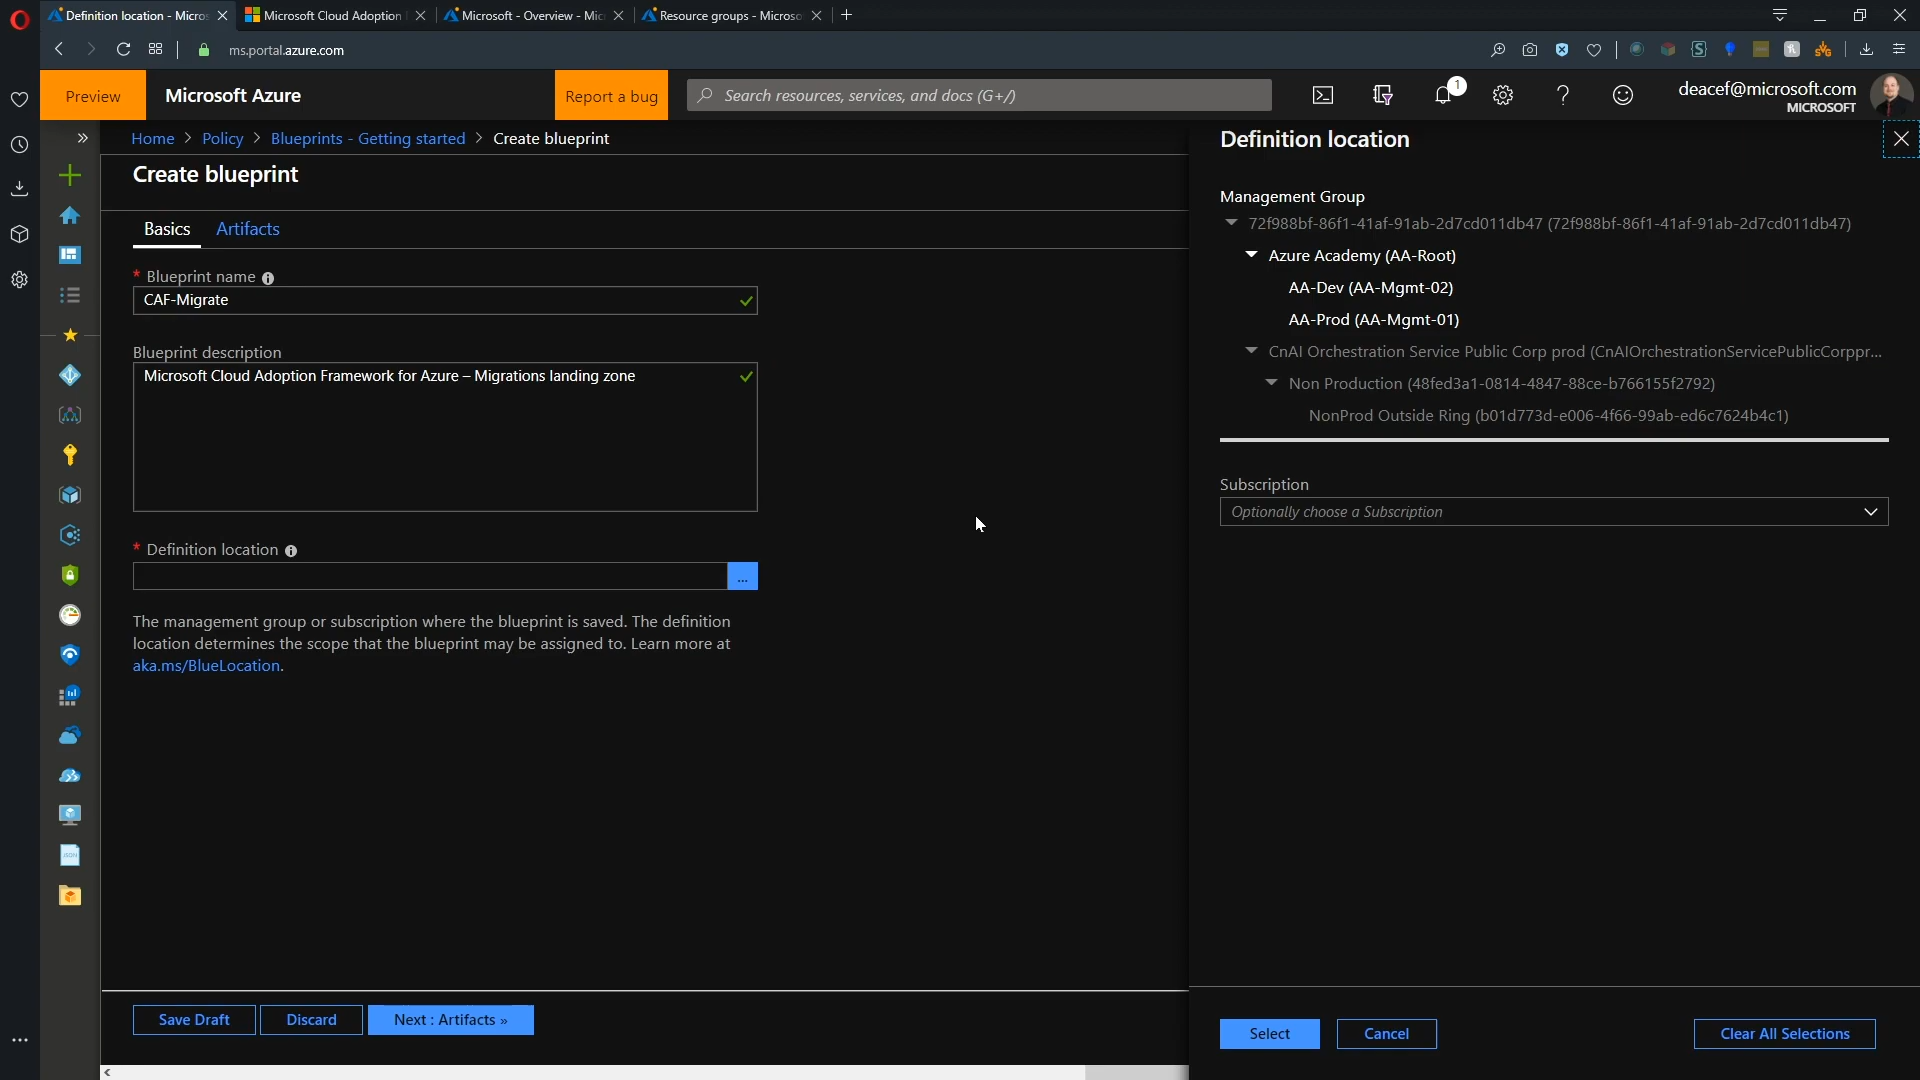 Definition location - Micros
Microsoft Cloud Adoption
Microsoft - Overview - Mic
Resource groups - Microso
ms.portal.azure.com
Preview
Microsoft Azure
Report a bug
Search resources, services, and docs (G+/)
1
deacef@microsoft.com
MICROSOFT
Home > Policy > Blueprints - Getting started > Create blueprint
Create blueprint
Basics
Artifacts
* Blueprint name
CAF-Migrate
Blueprint description
Microsoft Cloud Adoption Framework for Azure – Migrations landing zone
* Definition location
...
The management group or subscription where the blueprint is saved. The definition
location determines the scope that the blueprint may be assigned to. Learn more at
aka.ms/BlueLocation.
Save Draft
Discard
Next : Artifacts »
Definition location
Management Group
72f988bf-86f1-41af-91ab-2d7cd011db47 (72f988bf-86f1-41af-91ab-2d7cd011db47)
Azure Academy (AA-Root)
AA-Dev (AA-Mgmt-02)
AA-Prod (AA-Mgmt-01)
CnAI Orchestration Service Public Corp prod (CnAIOrchestrationServicePublicCorppr...
Non Production (48fed3a1-0814-4847-88ce-b766155f2792)
NonProd Outside Ring (b01d773d-e006-4f66-99ab-ed6c7624b4c1)
Subscription
Optionally choose a Subscription
Select
Cancel
Clear All Selections